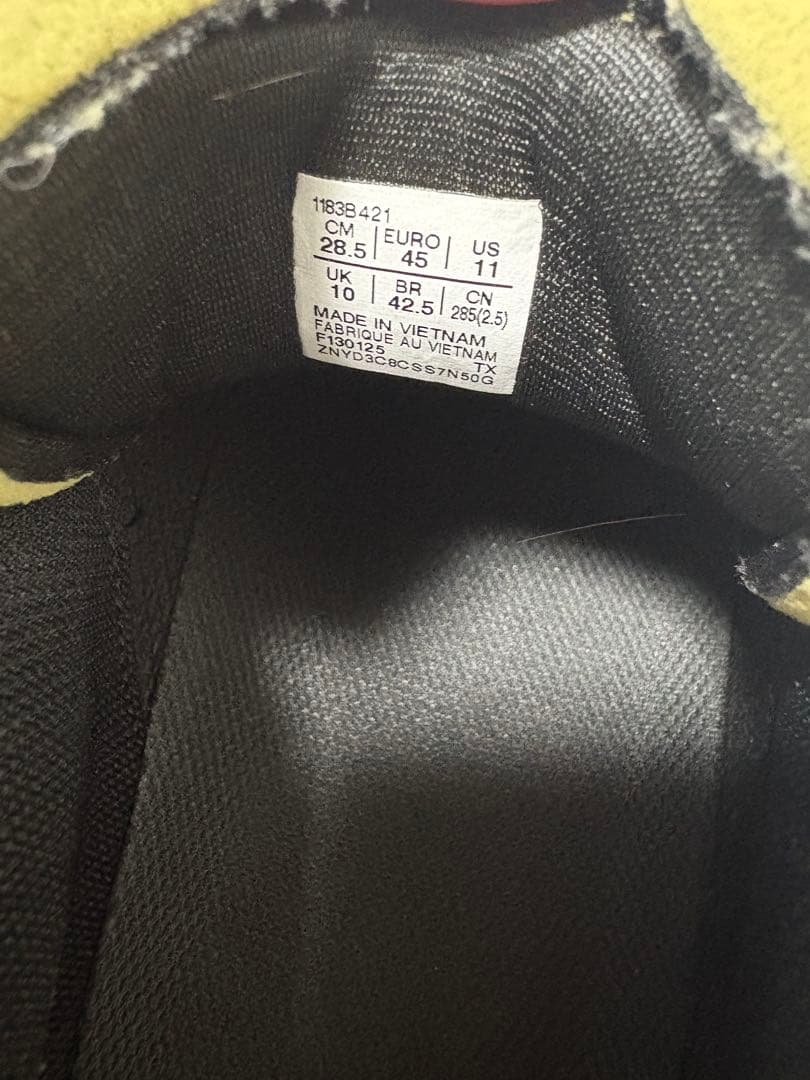 1183B421
CM 28.5 | EURO 45 | US 11
UK 10 | BR 42.5 | CN 285(2.5)
MADE IN VIETNAM
FABRIQUE AU VIETNAM
F130125 TX
ZNYD3C8CSS7N50G